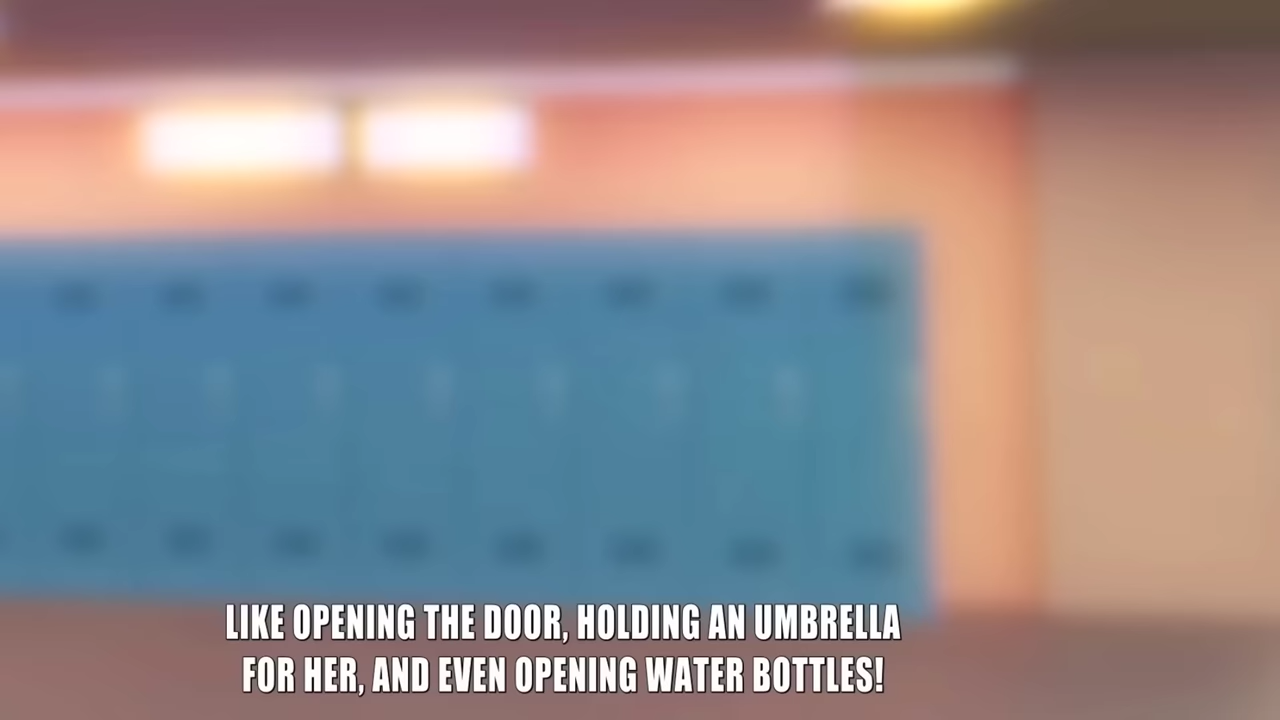 LIKE OPENING THE DOOR, HOLDING AN UMBRELLA
FOR HER, AND EVEN OPENING WATER BOTTLES!